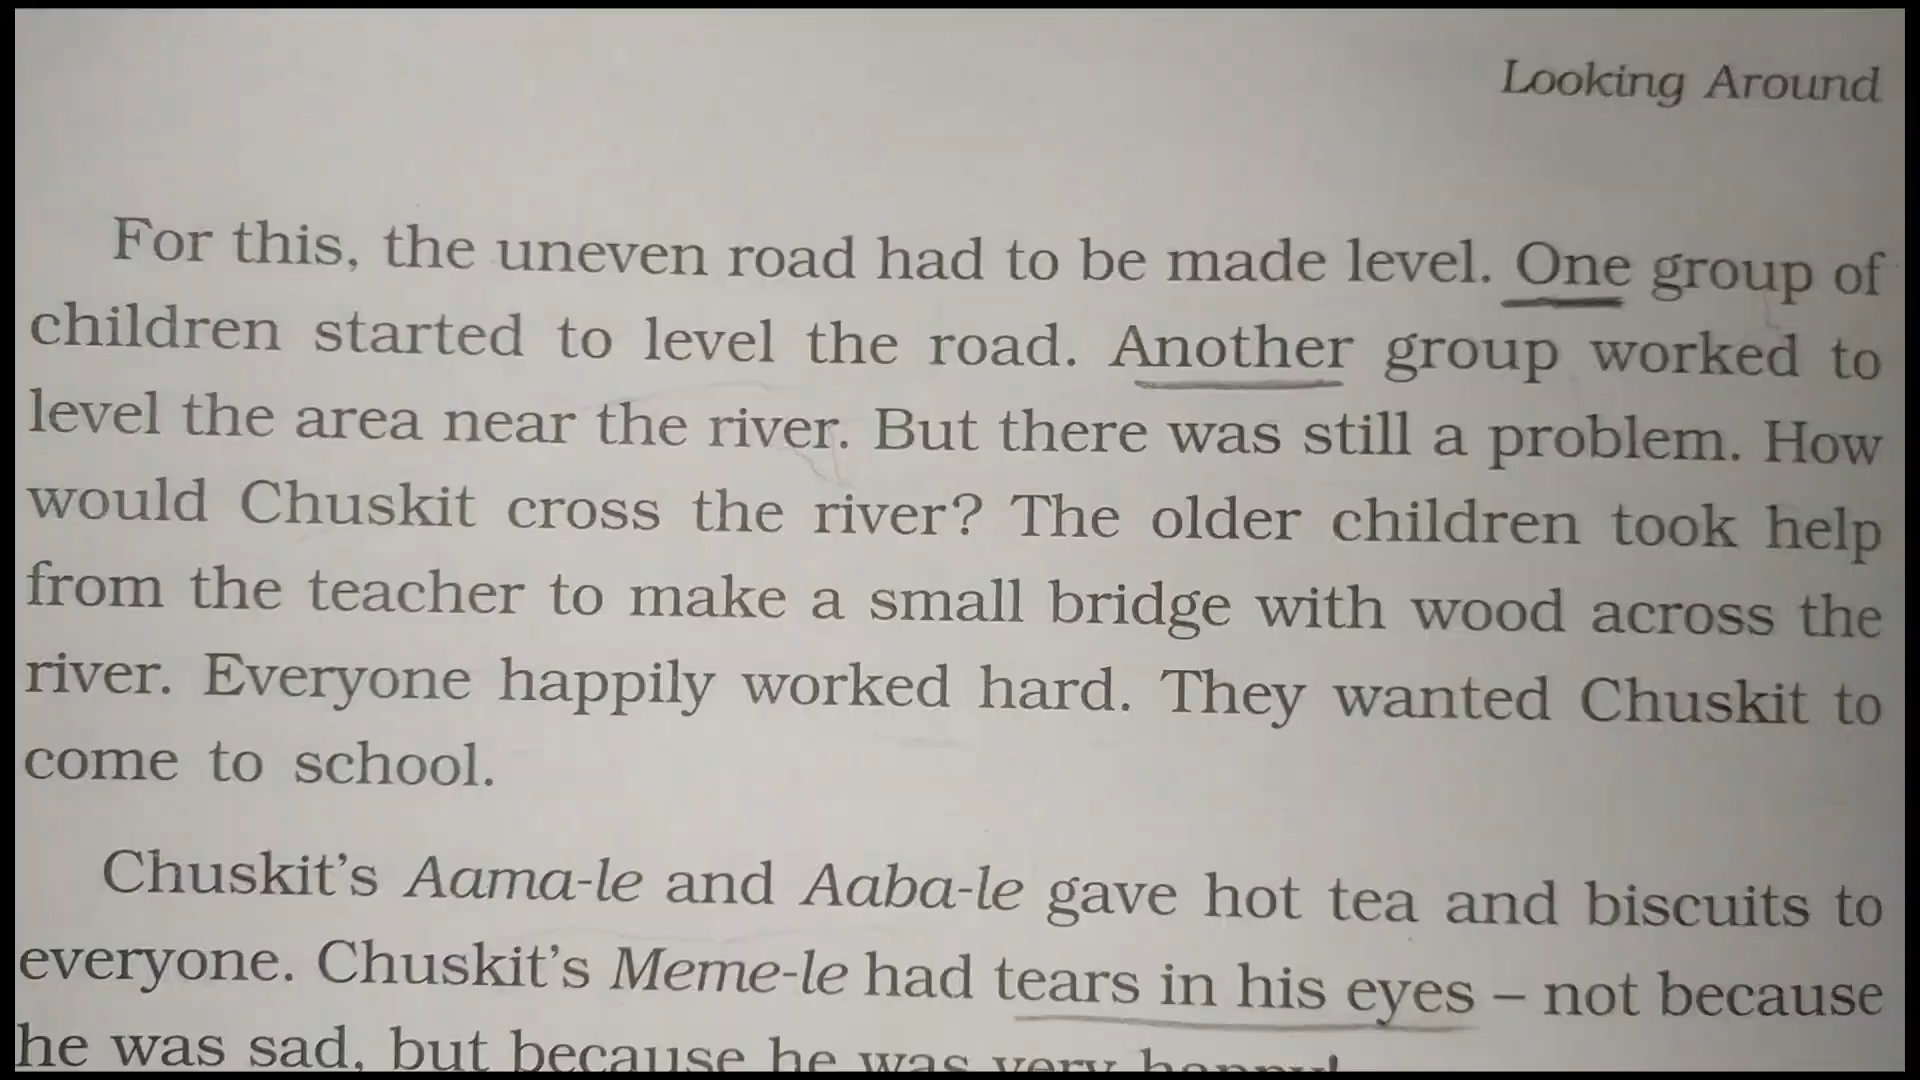 Looking Around
For this, the uneven road had to be made level. One group of
children started to level the road. Another group worked to
level the area near the river. But there was still a problem. How
would Chuskit cross the river? The older children took help
from the teacher to make a small bridge with wood across the
river. Everyone happily worked hard. They wanted Chuskit to
come to school.
Chuskit’s Aama-le and Aaba-le gave hot tea and biscuits to
everyone. Chuskit’s Meme-le had tears in his eyes – not because
he was sad, but because he was very happy!